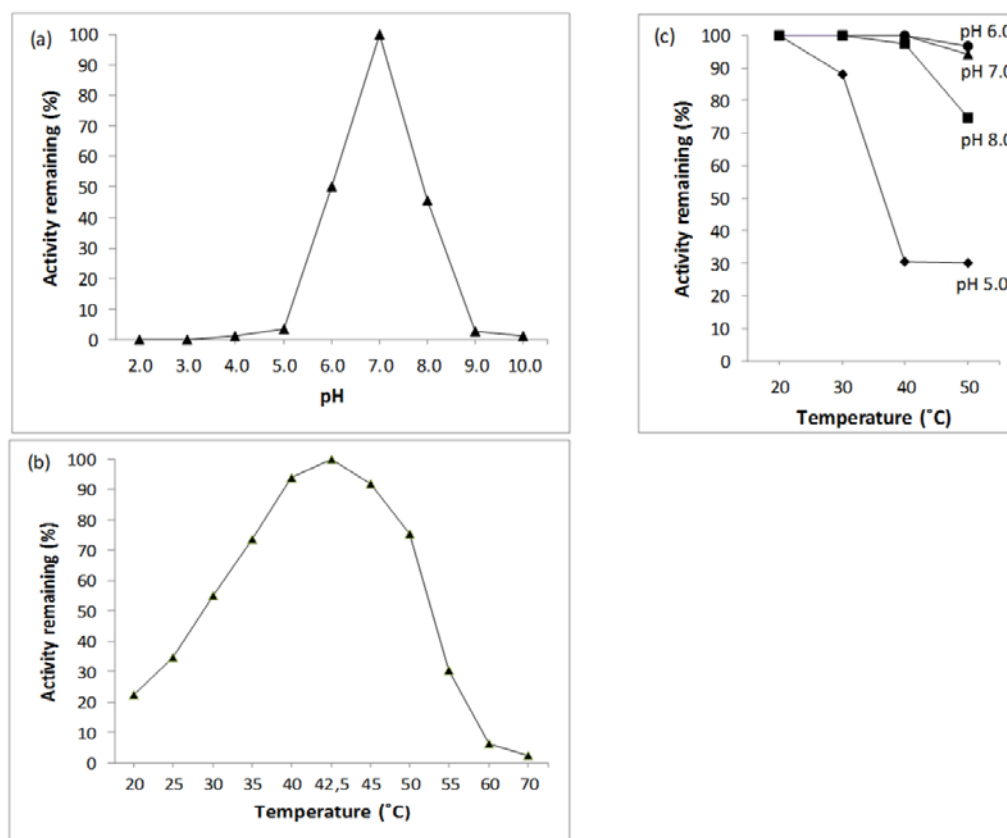 (a)
Activity remaining (%)
100
90
80
70
60
50
40
30
20
10
0
2.0 3.0 4.0 5.0 6.0 7.0 8.0 9.0 10.0
pH
(c)
Activity remaining (%)
100
90
80
70
60
50
40
30
20
10
0
pH 6.0
pH 7.0
pH 8.0
pH 5.0
20 30 40 50
Temperature (˚C)
(b)
Activity remaining (%)
100
90
80
70
60
50
40
30
20
10
0
20 25 30 35 40 42,5 45 50 55 60 70
Temperature (˚C)